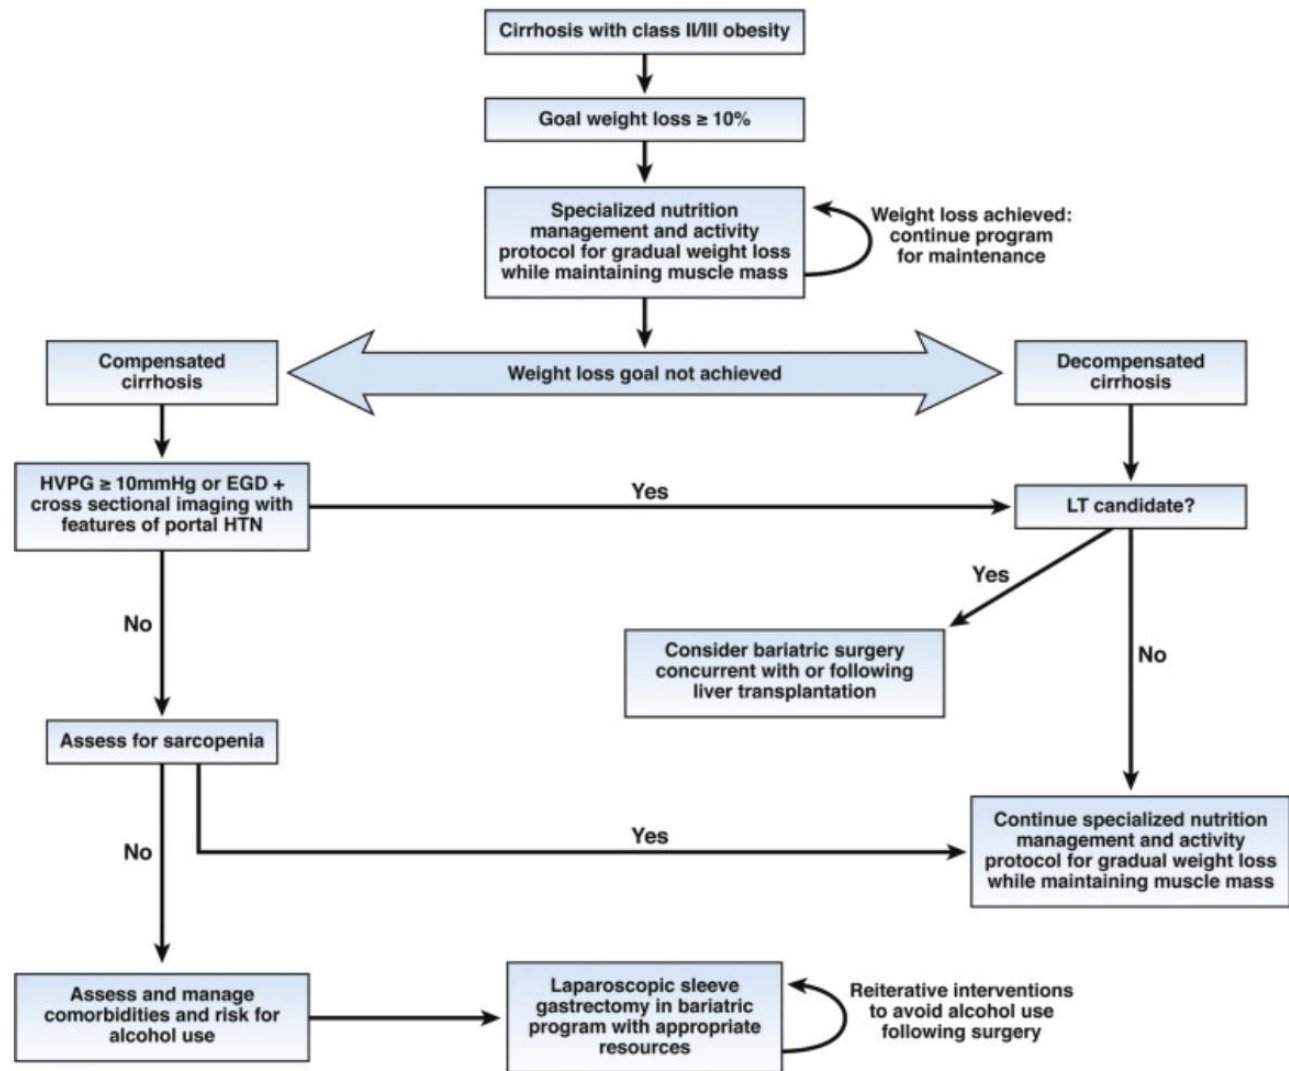 Cirrhosis with class II/III obesity
Goal weight loss ≥ 10%
Specialized nutrition
management and activity
protocol for gradual weight loss
while maintaining muscle mass
Weight loss achieved:
continue program
for maintenance
Compensated
cirrhosis
Weight loss goal not achieved
Decompensated
cirrhosis
HVPG ≥ 10mmHg or EGD +
cross sectional imaging with
features of portal HTN
Yes
LT candidate?
No
Yes
Consider bariatric surgery
concurrent with or following
liver transplantation
No
Assess for sarcopenia
No
Yes
Continue specialized nutrition
management and activity
protocol for gradual weight loss
while maintaining muscle mass
Assess and manage
comorbidities and risk for
alcohol use
Laparoscopic sleeve
gastrectomy in bariatric
program with appropriate
resources
Reiterative interventions
to avoid alcohol use
following surgery